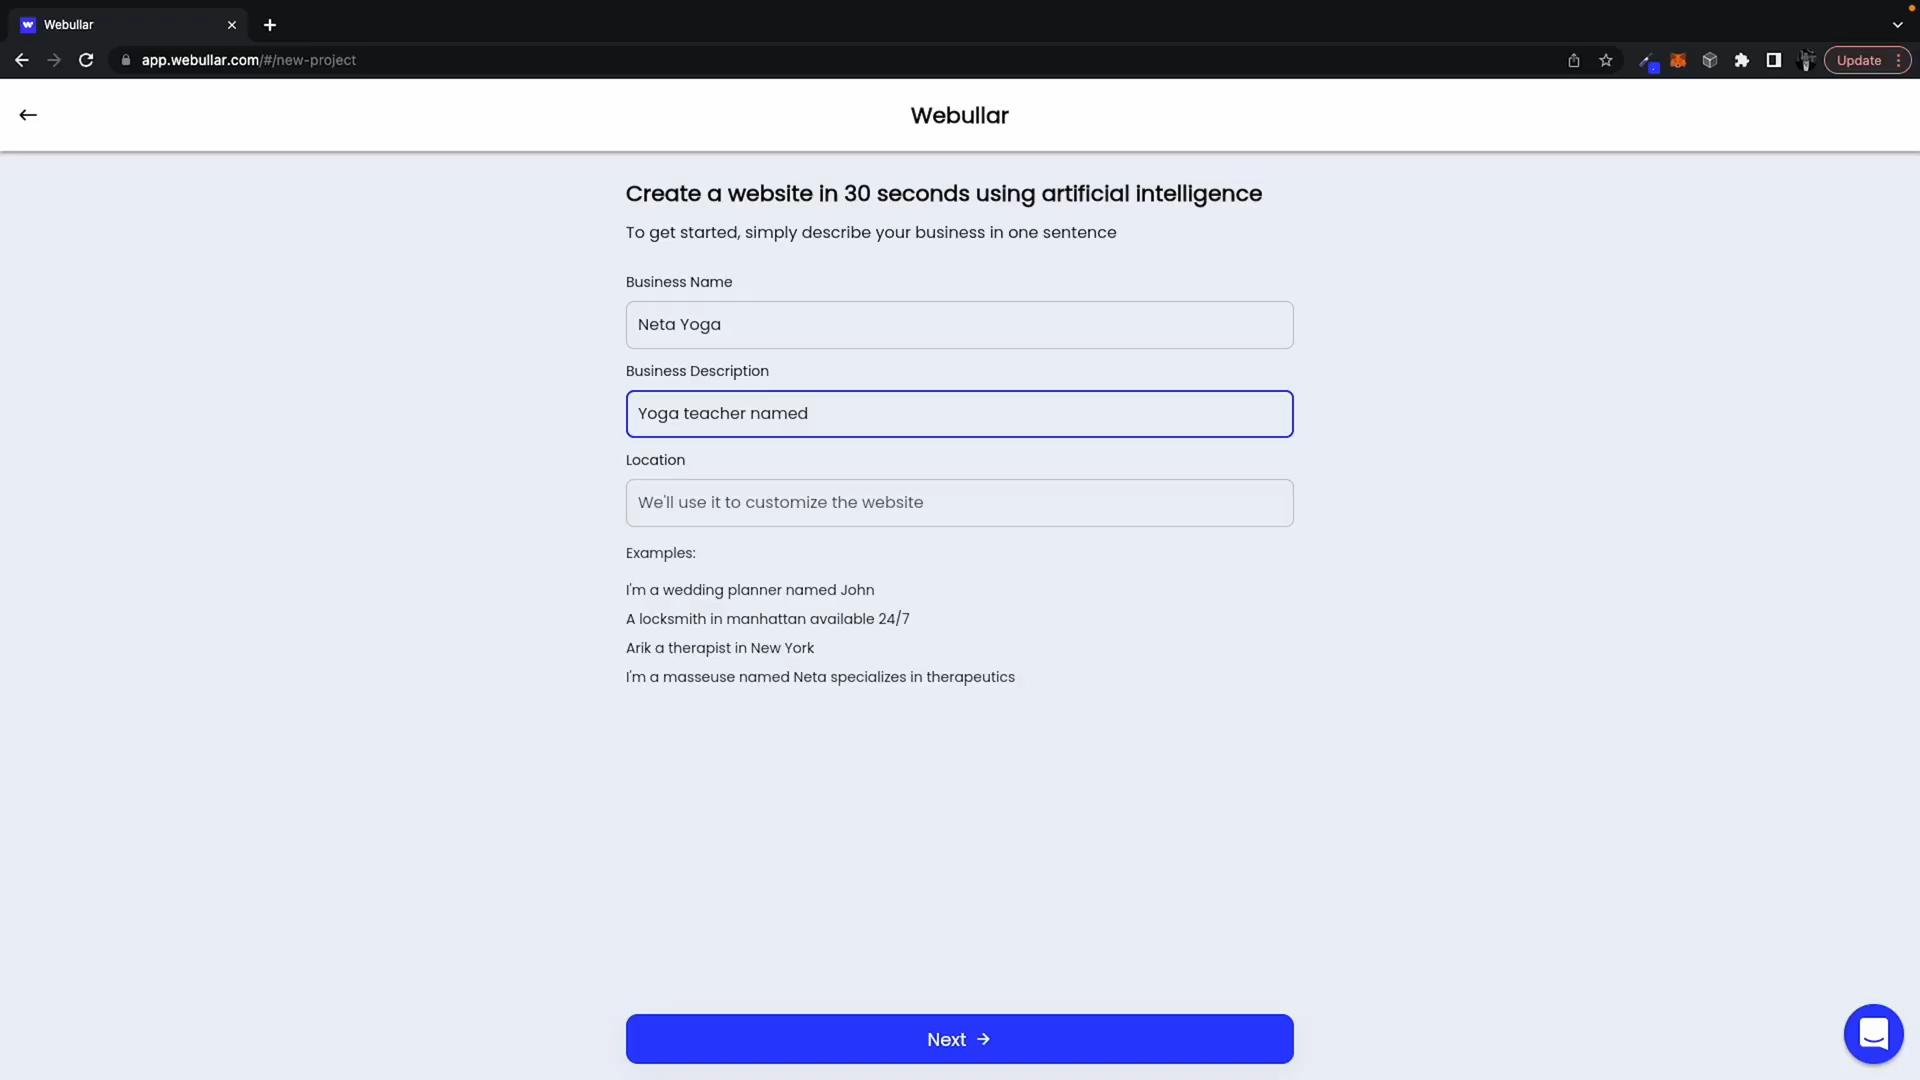 Webullar
app.webullar.com/#/new-project
Update
Webullar
Create a website in 30 seconds using artificial intelligence
To get started, simply describe your business in one sentence
Business Name
Neta Yoga
Business Description
Yoga teacher named
Location
We'll use it to customize the website
Examples:
I'm a wedding planner named John
A locksmith in manhattan available 24/7
Arik a therapist in New York
I'm a masseuse named Neta specializes in therapeutics
Next